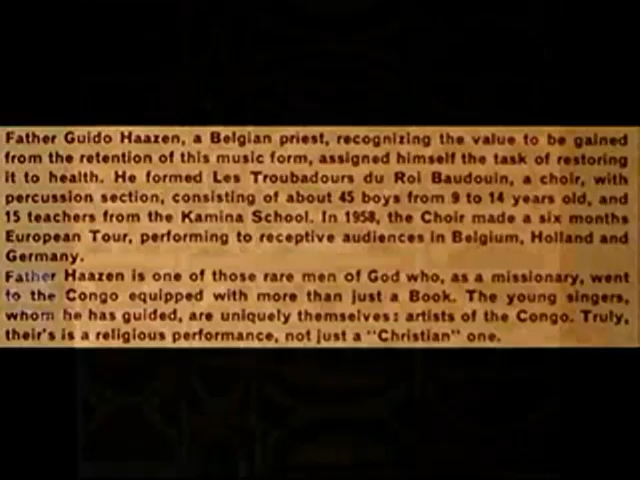 Father Guido Haazen, a Belgian priest, recognizing the value to be gained
from the retention of this music form, assigned himself the task of restoring
it to health. He formed Les Troubadours du Roi Baudouin, a choir, with
percussion section, consisting of about 45 boys from 9 to 14 years old, and
15 teachers from the Kamina School. In 1958, the Choir made a six months
European Tour, performing to receptive audiences in Belgium, Holland and
Germany.
Father Haazen is one of those rare men of God who, as a missionary, went
to the Congo equipped with more than just a Book. The young singers,
whom he has guided, are uniquely themselves: artists of the Congo. Truly,
their's is a religious performance, not just a "Christian" one.